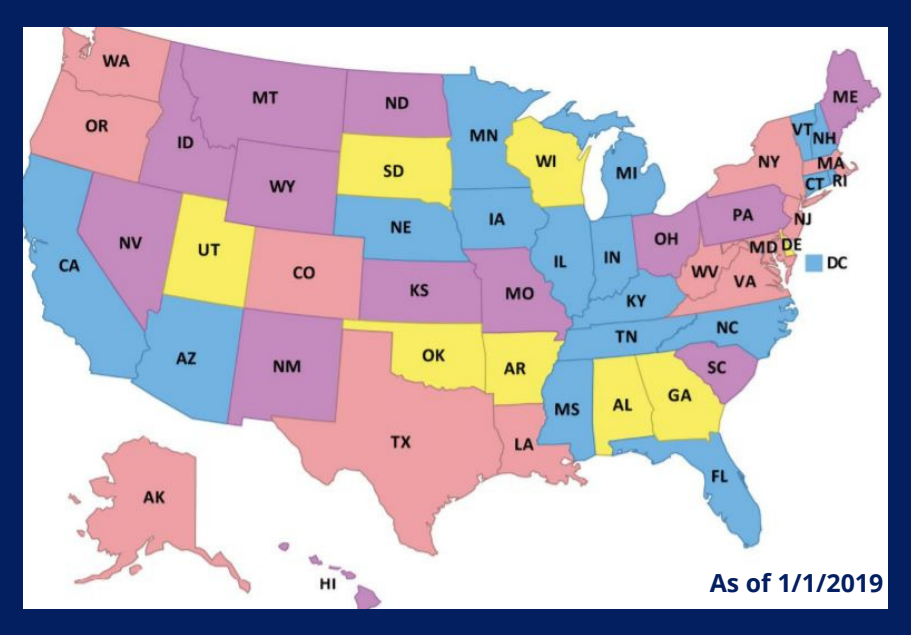 WA
MT
ND
MN
ME
OR
ID
SD
WI
MI
VT
NH
NY
MA
CT
RI
WY
NE
IA
PA
NJ
NV
UT
CO
KS
MO
IL
IN
OH
MD
DE
DC
CA
WV
VA
KY
AZ
NM
OK
AR
TN
NC
SC
TX
LA
MS
AL
GA
FL
AK
HI
As of 1/1/2019